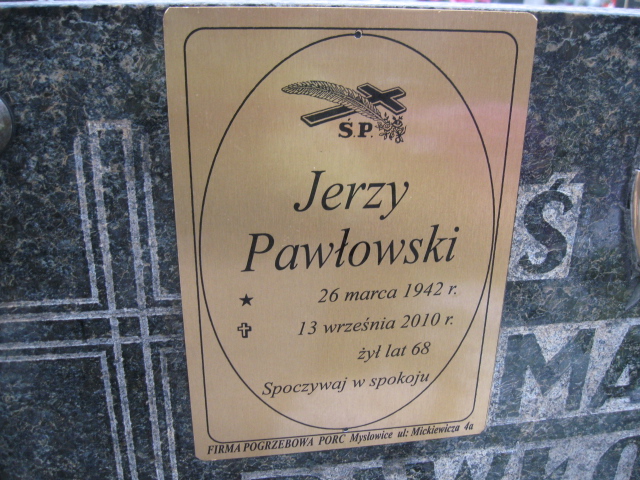 Ś.P.
Jerzy
Pawłowski
26 marca 1942 r.
13 września 2010 r.
żył lat 68
Spoczywaj w spokoju
FIRMA POGRZEBOWA PORC Mysłowice ul: Mickiewicza 4a
Ś
MA